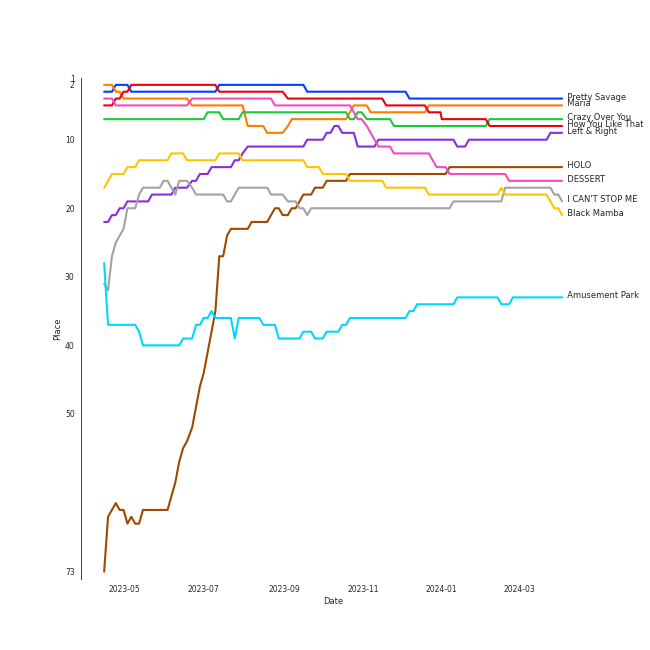 1
2
10
20
30
40
50
73
Place
2023-05
2023-07
2023-09
2023-11
2024-01
2024-03
Date
Pretty Savage
Maria
Crazy Over You
How You Like That
Left & Right
HOLO
DESSERT
I CAN'T STOP ME
Black Mamba
Amusement Park